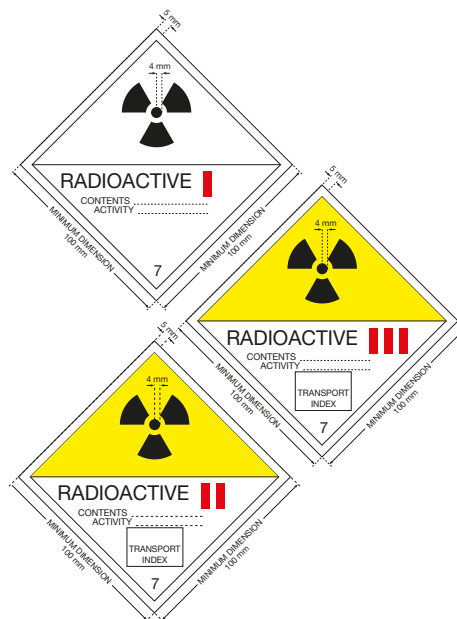 5 mm
4 mm
RADIOACTIVE I
CONTENTS
ACTIVITY
MINIMUM DIMENSION
100 mm
MINIMUM DIMENSION
100 mm
7
5 mm
4 mm
RADIOACTIVE III
CONTENTS
ACTIVITY
TRANSPORT
INDEX
MINIMUM DIMENSION
100 mm
MINIMUM DIMENSION
100 mm
7
5 mm
4 mm
RADIOACTIVE II
CONTENTS
ACTIVITY
TRANSPORT
INDEX
MINIMUM DIMENSION
100 mm
MINIMUM DIMENSION
100 mm
7